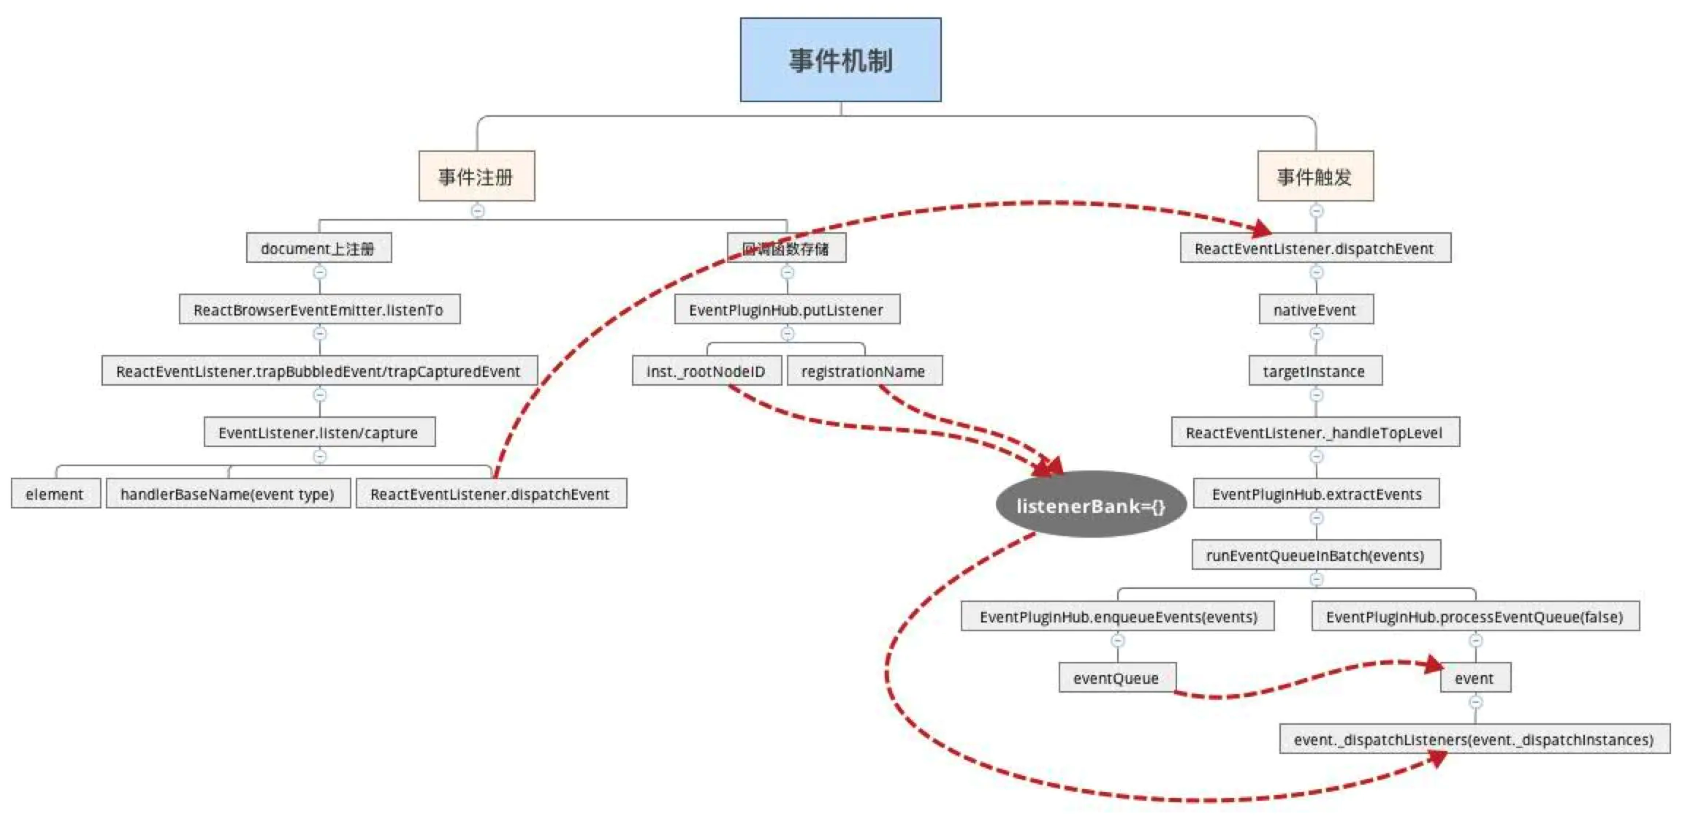 事件机制
事件注册
事件触发
document上注册
回调函数存储
ReactEventListener.dispatchEvent
ReactBrowserEventEmitter.listenTo
EventPluginHub.putListener
nativeEvent
ReactEventListener.trapBubbledEvent/trapCapturedEvent
inst._rootNodeID
registrationName
targetInstance
EventListener.listen/capture
ReactEventListener._handleTopLevel
element
handlerBaseName(event type)
ReactEventListener.dispatchEvent
listenerBank={}
EventPluginHub.extractEvents
runEventQueueInBatch(events)
EventPluginHub.enqueueEvents(events)
EventPluginHub.processEventQueue(false)
eventQueue
event
event._dispatchListeners(event._dispatchInstances)